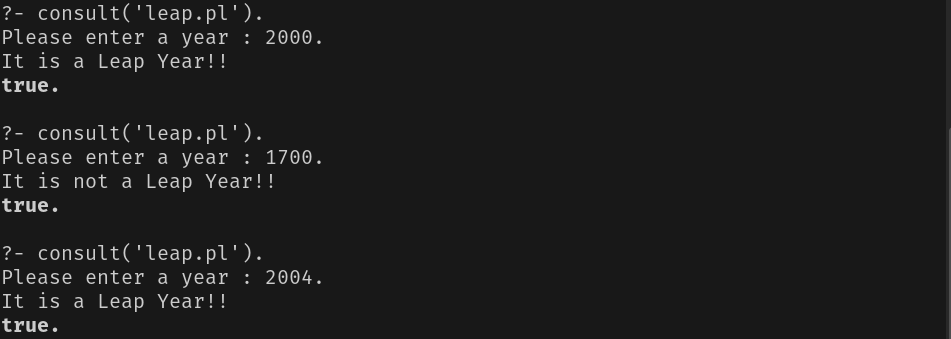 ?- consult('leap.pl').
Please enter a year : 2000.
It is a Leap Year!!
true.
?- consult('leap.pl').
Please enter a year : 1700.
It is not a Leap Year!!
true.
?- consult('leap.pl').
Please enter a year : 2004.
It is a Leap Year!!
true.